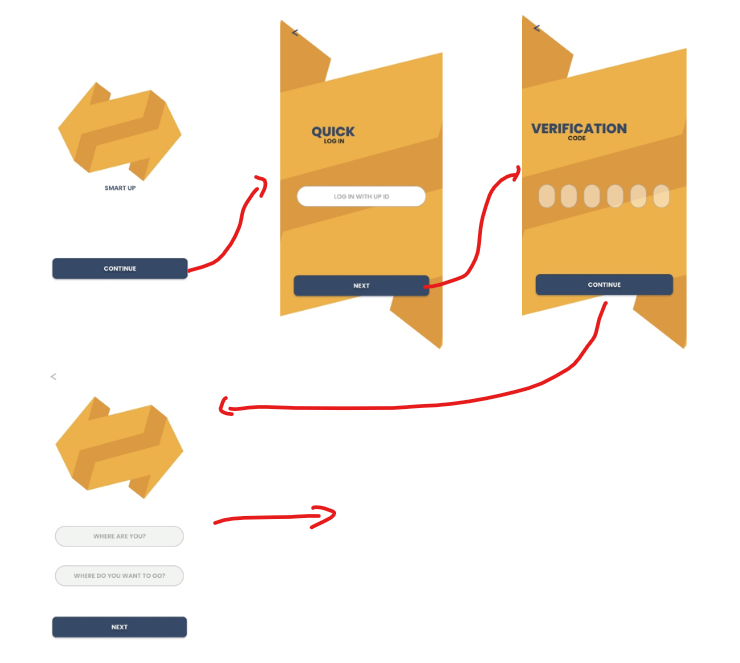 SMART UP
CONTINUE
<
QUICK
LOG IN
LOG IN WITH UP ID
NEXT
<
VERIFICATION
CODE
CONTINUE
<
WHERE ARE YOU?
WHERE DO YOU WANT TO GO?
NEXT